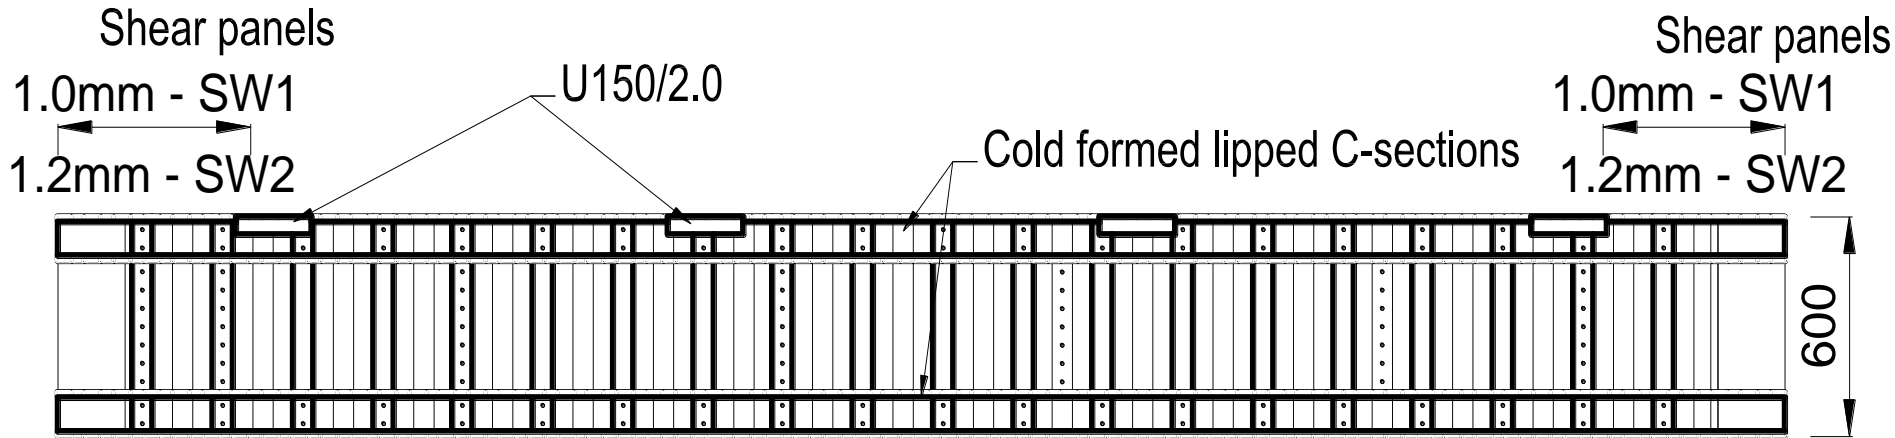 Shear panels
1.0mm - SW1
1.2mm - SW2
U150/2.0
Cold formed lipped C-sections
Shear panels
1.0mm - SW1
1.2mm - SW2
600